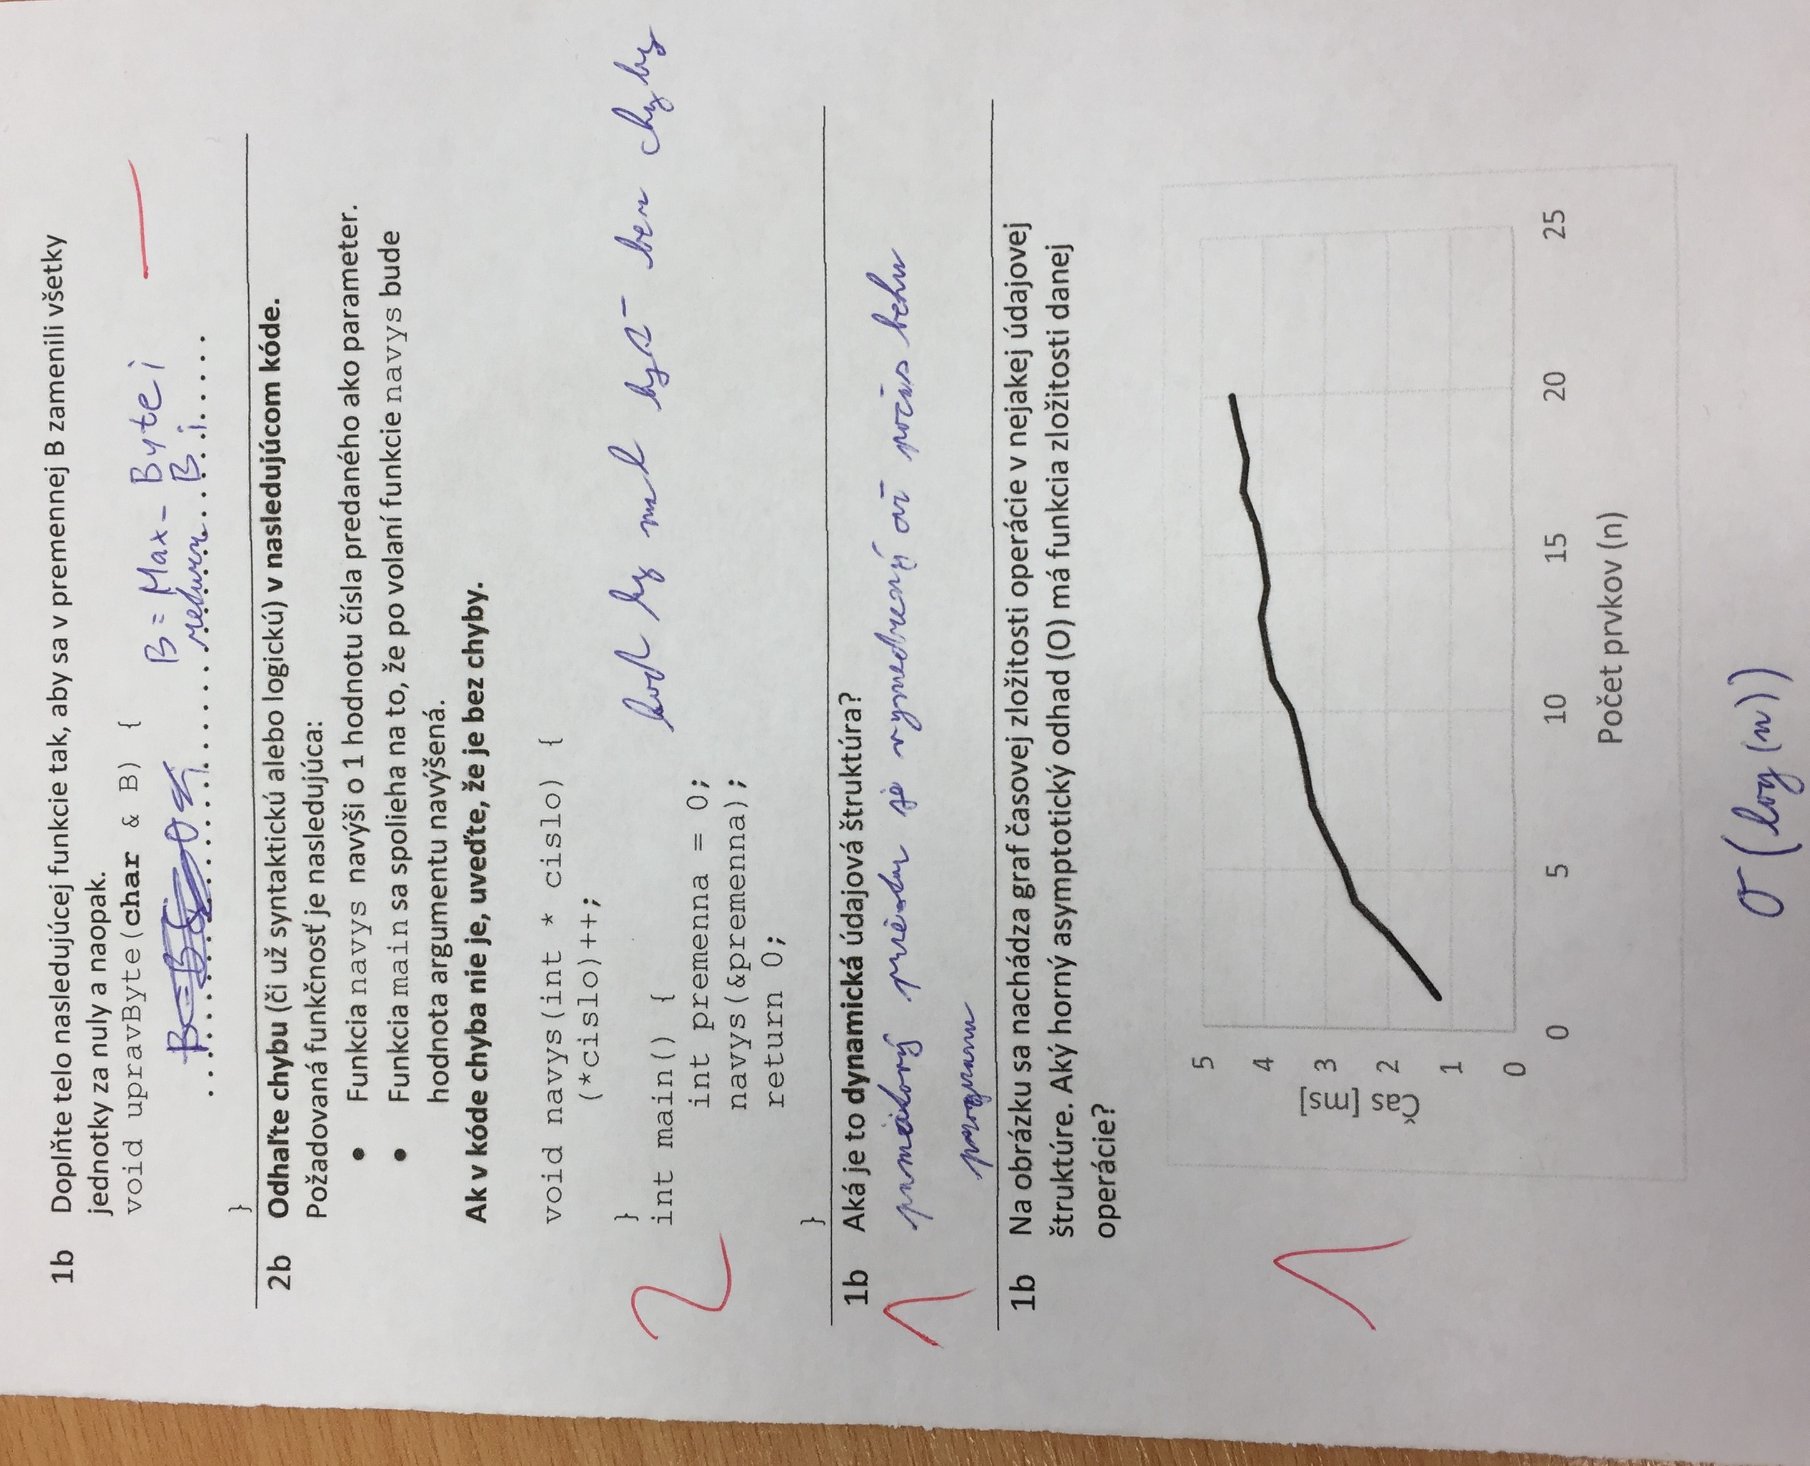 1b Doplňte telo nasledujúcej funkcie tak, aby sa v premennej B zamenili všetky
jednotky za nuly a naopak.
void upravByte(char & B) {
B = Max_Byte;
return B;
}
2b Odhaľte chybu (či už syntaktickú alebo logickú) v nasledujúcom kóde.
Požadovaná funkčnosť je nasledujúca:
• Funkcia navys navýši o 1 hodnotu čísla predaného ako parameter.
• Funkcia main sa spolieha na to, že po volaní funkcie navys bude
hodnota argumentu navýšená.
Ak v kóde chyba nie je, uveďte, že je bez chyby.
void navys(int * cislo) {
(*cislo)++;
}
kod by mal byť bez chyby
2
int main() {
int premenna = 0;
navys(&premenna);
return 0;
}
1b Aká je to dynamická údajová štruktúra?
1 pamäťový priestor je vymedzený až počas behu
programu
1b Na obrázku sa nachádza graf časovej zložitosti operácie v nejakej údajovej
štruktúre. Aký horný asymptotický odhad (O) má funkcia zložitosti danej
operácie?
1
Čas [ms]
5
4
3
2
1
0
0 5 10 15 20 25
Počet prvkov (n)
O(log(n))